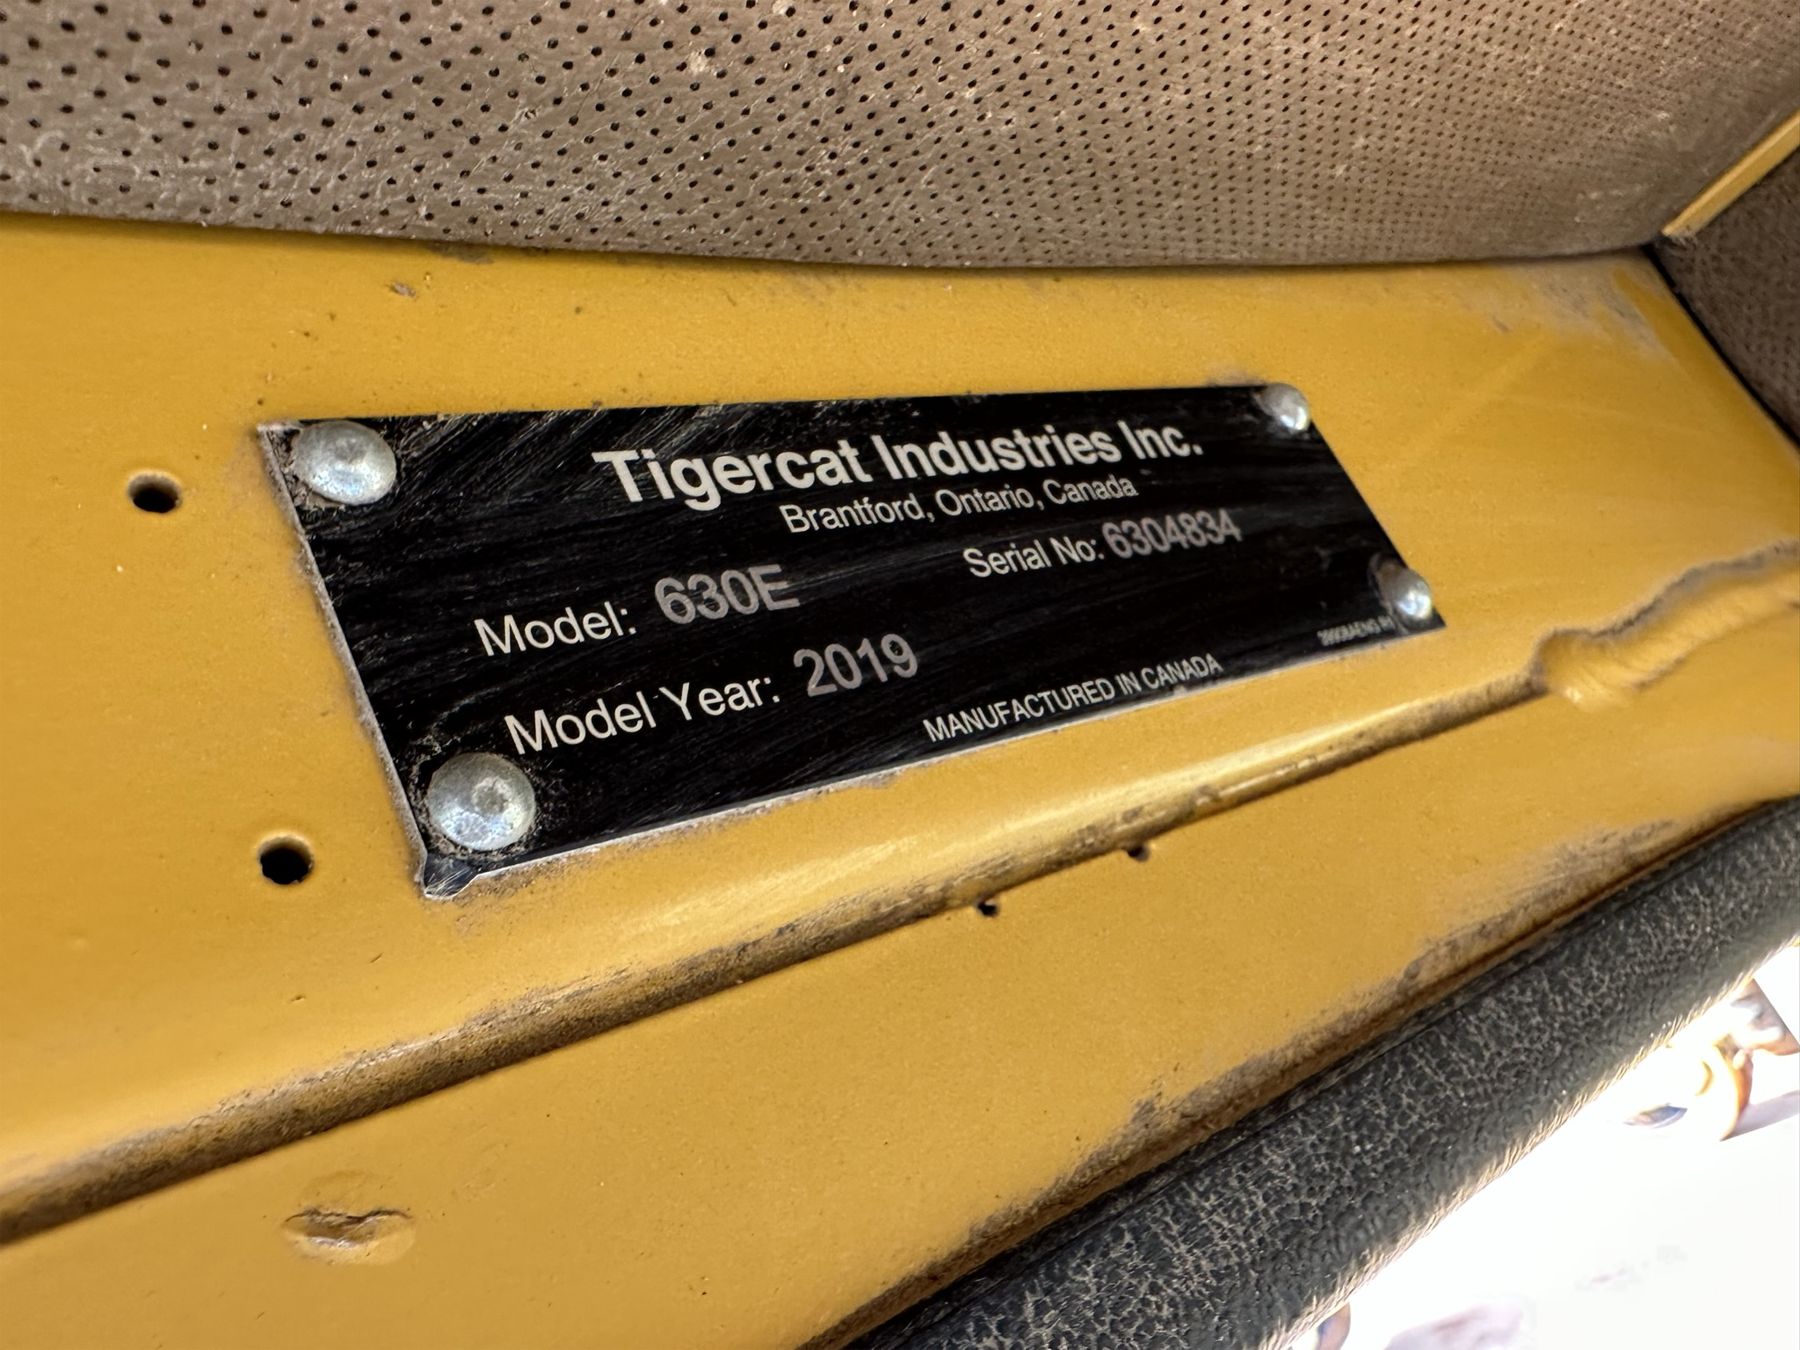 Tigercat Industries Inc.
Brantford, Ontario, Canada
Serial No: 6304834
Model: 630E
Model Year: 2019
MANUFACTURED IN CANADA